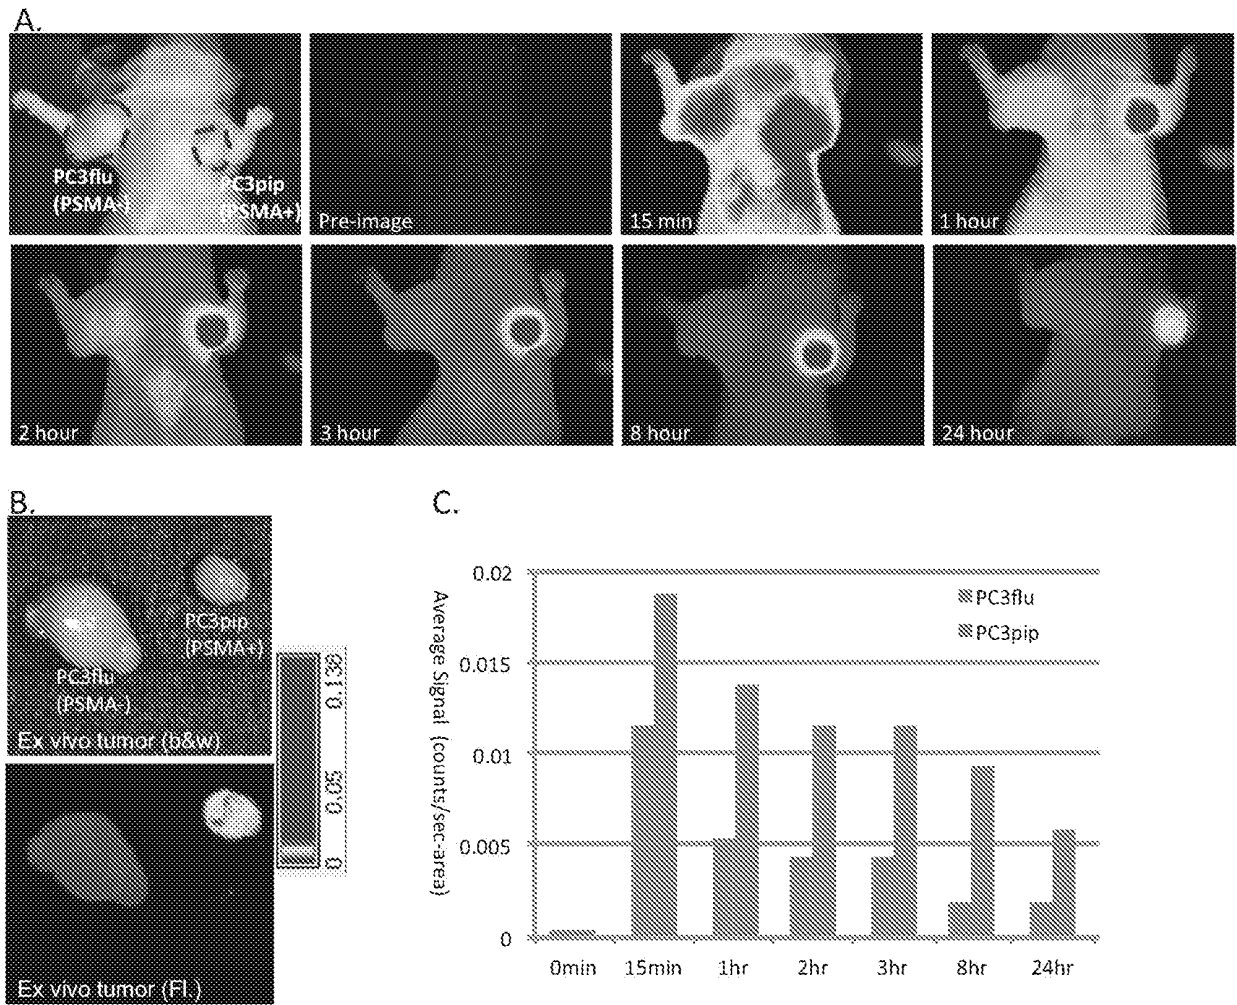 A.
PC3flu
(PSMA-)
PC3pip
(PSMA+)
Pre-image
15 min
1 hour
2 hour
3 hour
8 hour
24 hour
B.
PC3pip
(PSMA+)
PC3flu
(PSMA-)
Ex vivo tumor (b&w)
Ex vivo tumor (Fl.)
0.138
0.05
0
C.
Average Signal (counts/sec-area)
0.02
0.015
0.01
0.005
0
PC3flu
PC3pip
0min 15min 1hr 2hr 3hr 8hr 24hr